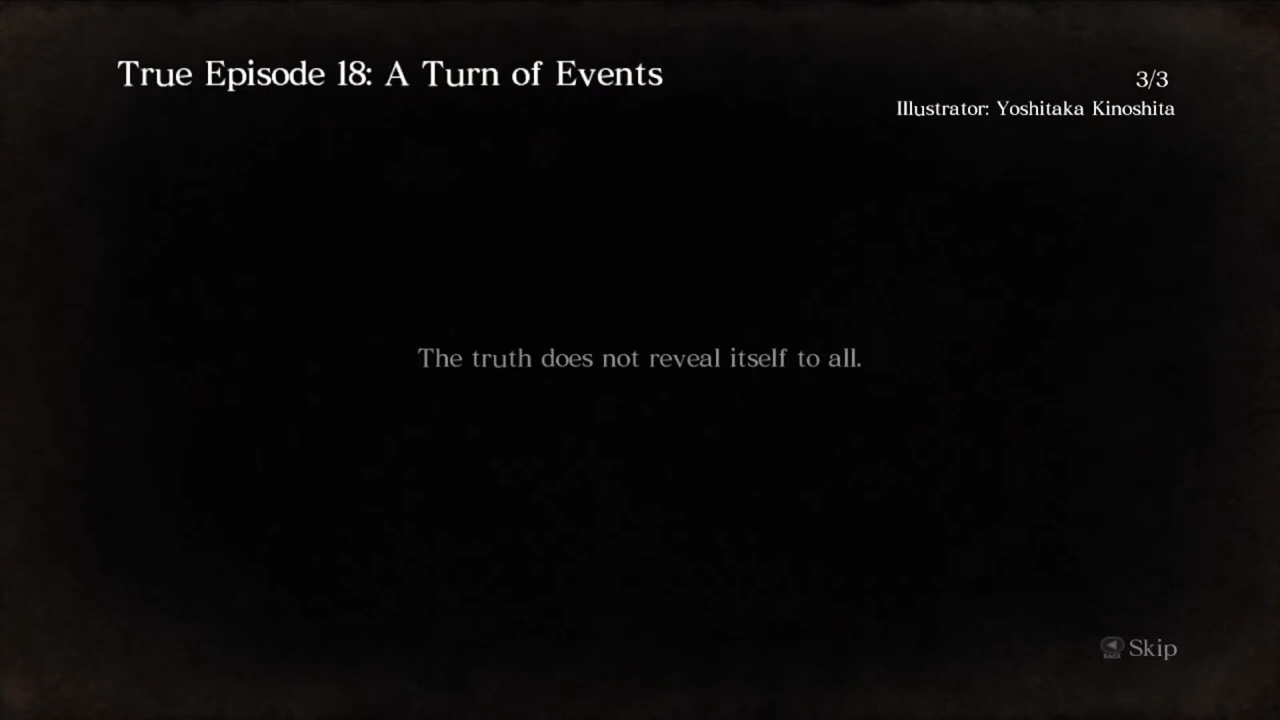 True Episode 18: A Turn of Events
3/3
Illustrator: Yoshitaka Kinoshita
The truth does not reveal itself to all.
BACK Skip